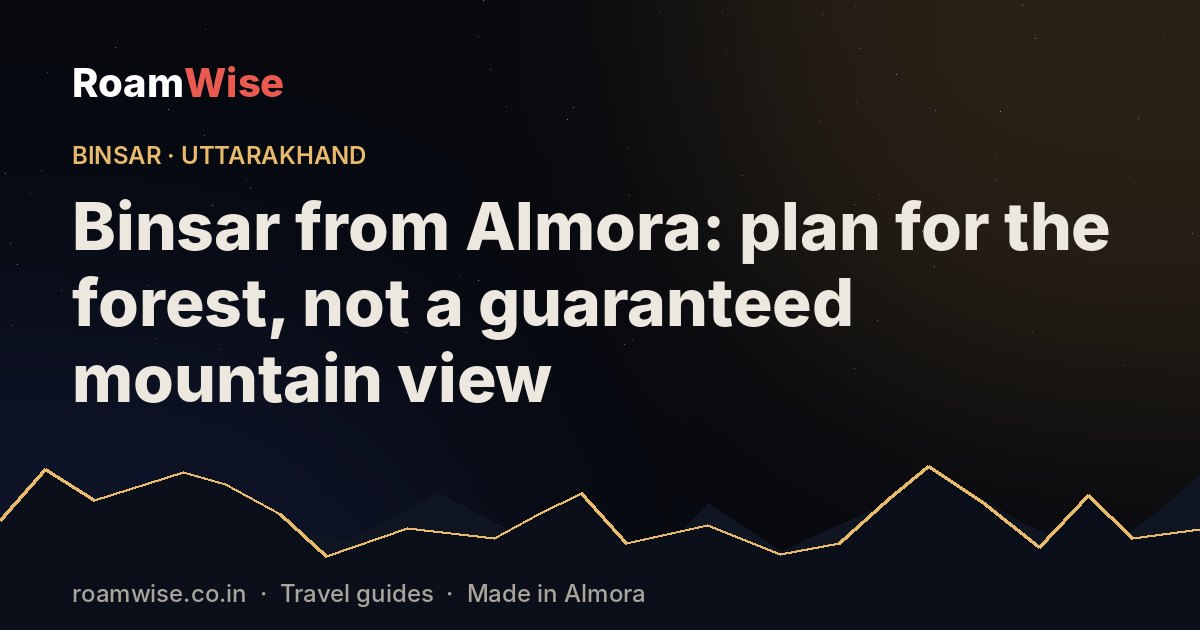 RoamWise
BINSAR · UTTARAKHAND
Binsar from Almora: plan for the
forest, not a guaranteed
mountain view
roamwise.co.in · Travel guides · Made in Almora